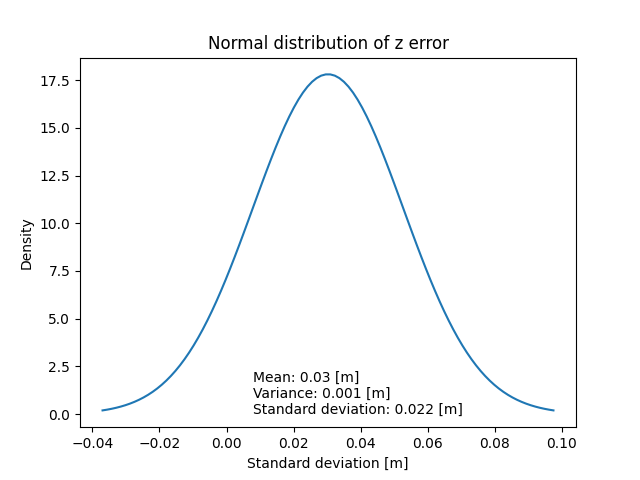 Normal distribution of z error
17.5
15.0
12.5
10.0
7.5
5.0
2.5
0.0
Density
Mean: 0.03 [m]
Variance: 0.001 [m]
Standard deviation: 0.022 [m]
−0.04 −0.02 0.00 0.02 0.04 0.06 0.08 0.10
Standard deviation [m]